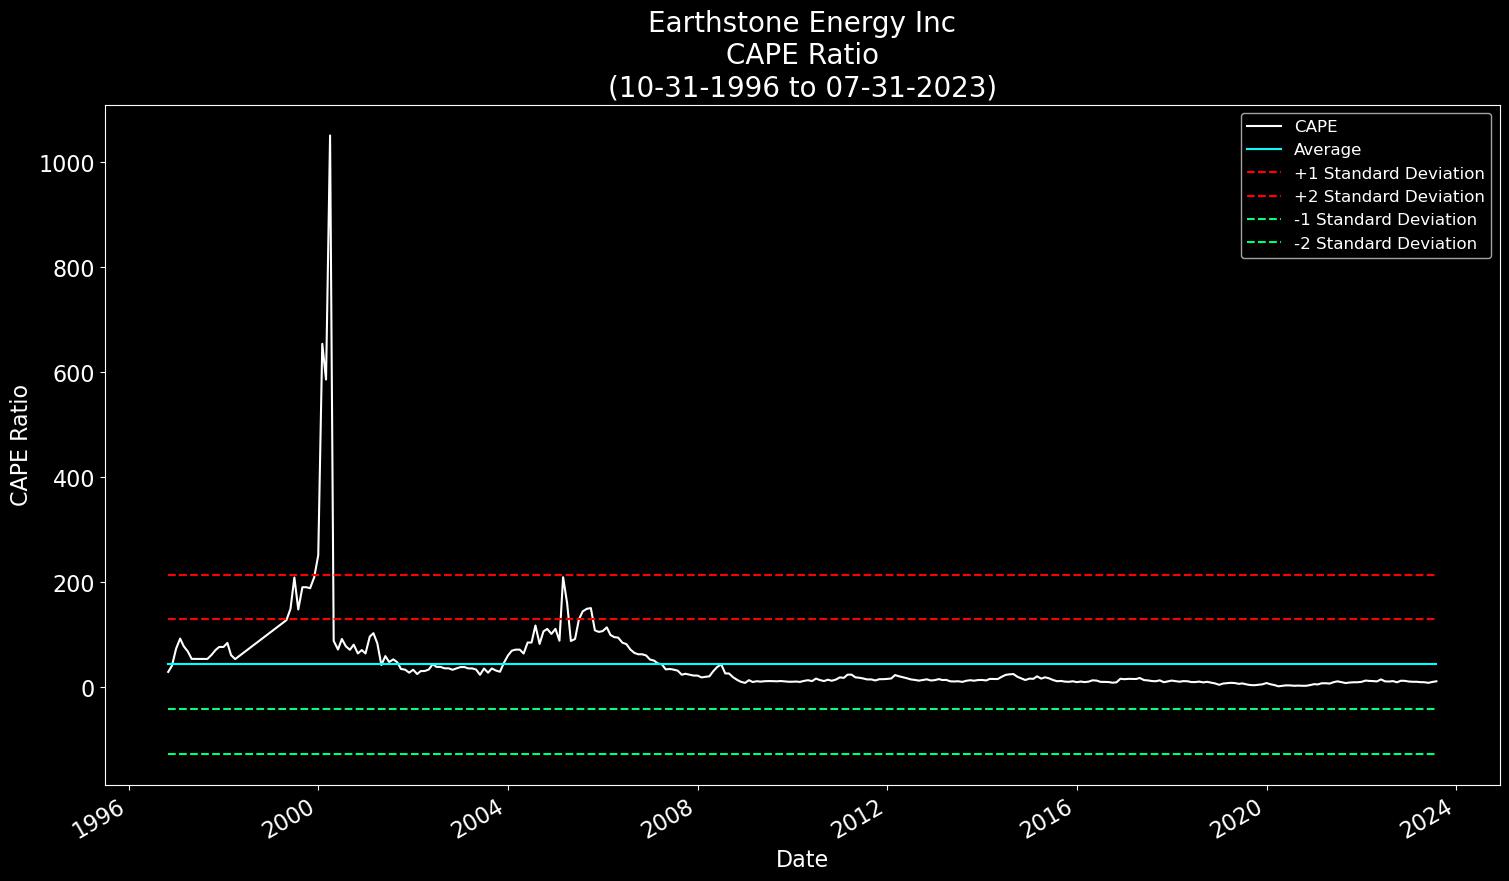 Earthstone Energy Inc
CAPE Ratio
(10-31-1996 to 07-31-2023)
CAPE
Average
+1 Standard Deviation
+2 Standard Deviation
-1 Standard Deviation
-2 Standard Deviation
CAPE Ratio
1000
800
600
400
200
0
1996
2000
2004
2008
2012
2016
2020
2024
Date